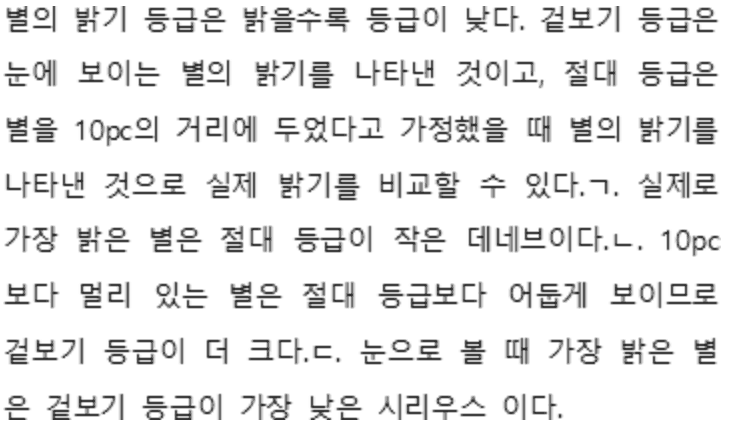 별의 밝기 등급은 밝을수록 등급이 낮다. 겉보기 등급은
눈에 보이는 별의 밝기를 나타낸 것이고, 절대 등급은
별을 10pc의 거리에 두었다고 가정했을 때 별의 밝기를
나타낸 것으로 실제 밝기를 비교할 수 있다.ㄱ. 실제로
가장 밝은 별은 절대 등급이 작은 데네브이다.ㄴ. 10pc
보다 멀리 있는 별은 절대 등급보다 어둡게 보이므로
겉보기 등급이 더 크다.ㄷ. 눈으로 볼 때 가장 밝은 별
은 겉보기 등급이 가장 낮은 시리우스 이다.